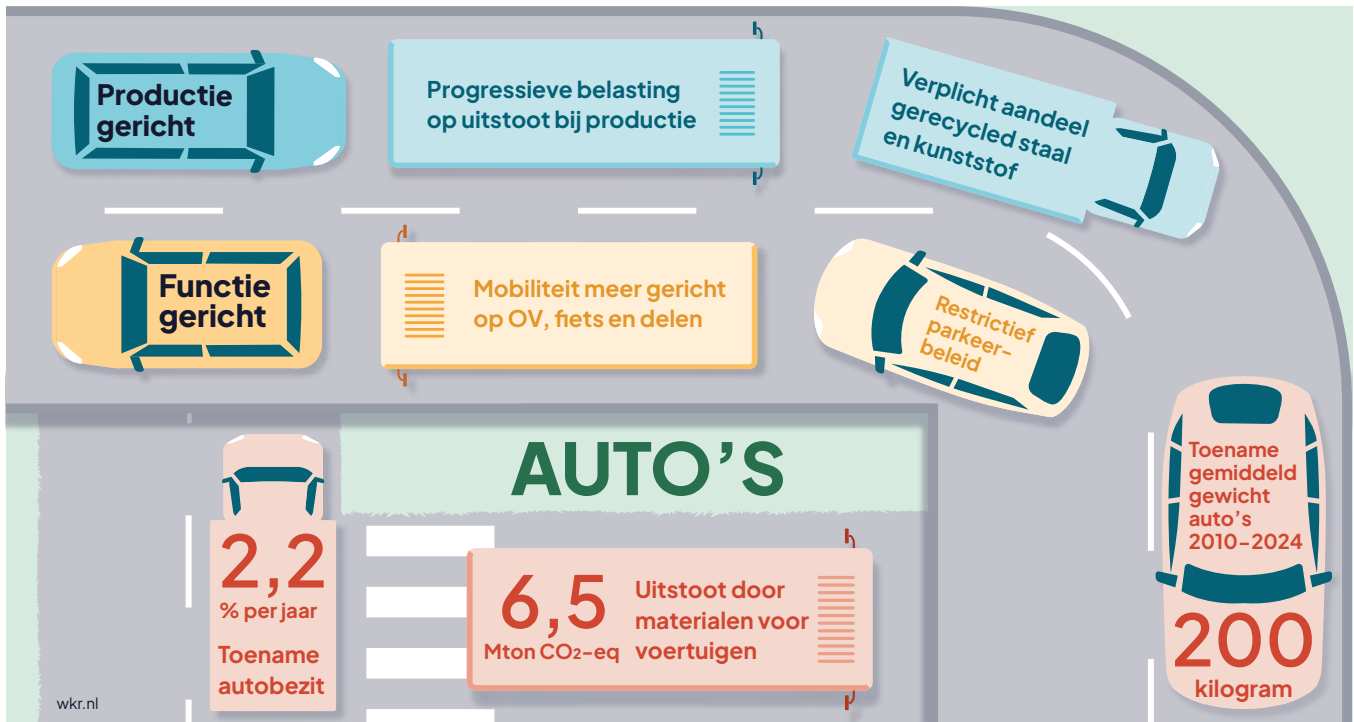 Productie
gericht
Progressieve belasting
op uitstoot bij productie
Verplicht aandeel
gerecycled staal
en kunststof
Functie
gericht
Mobiliteit meer gericht
op OV, fiets en delen
Restrictief
parkeer-
beleid
AUTO’S
2,2
% per jaar
Toename
autobezit
6,5
Mton CO₂-eq
Uitstoot door
materialen voor
voertuigen
Toename
gemiddeld
gewicht
auto’s
2010-2024
200
kilogram
wkr.nl